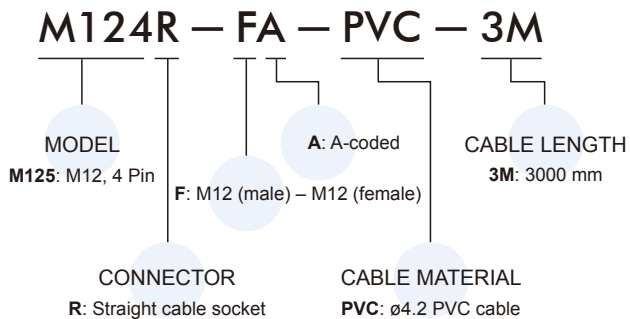 M124R — FA — PVC — 3M
MODEL
M125: M12, 4 Pin
A: A-coded
CABLE LENGTH
3M: 3000 mm
F: M12 (male) – M12 (female)
CONNECTOR
R: Straight cable socket
CABLE MATERIAL
PVC: ø4.2 PVC cable